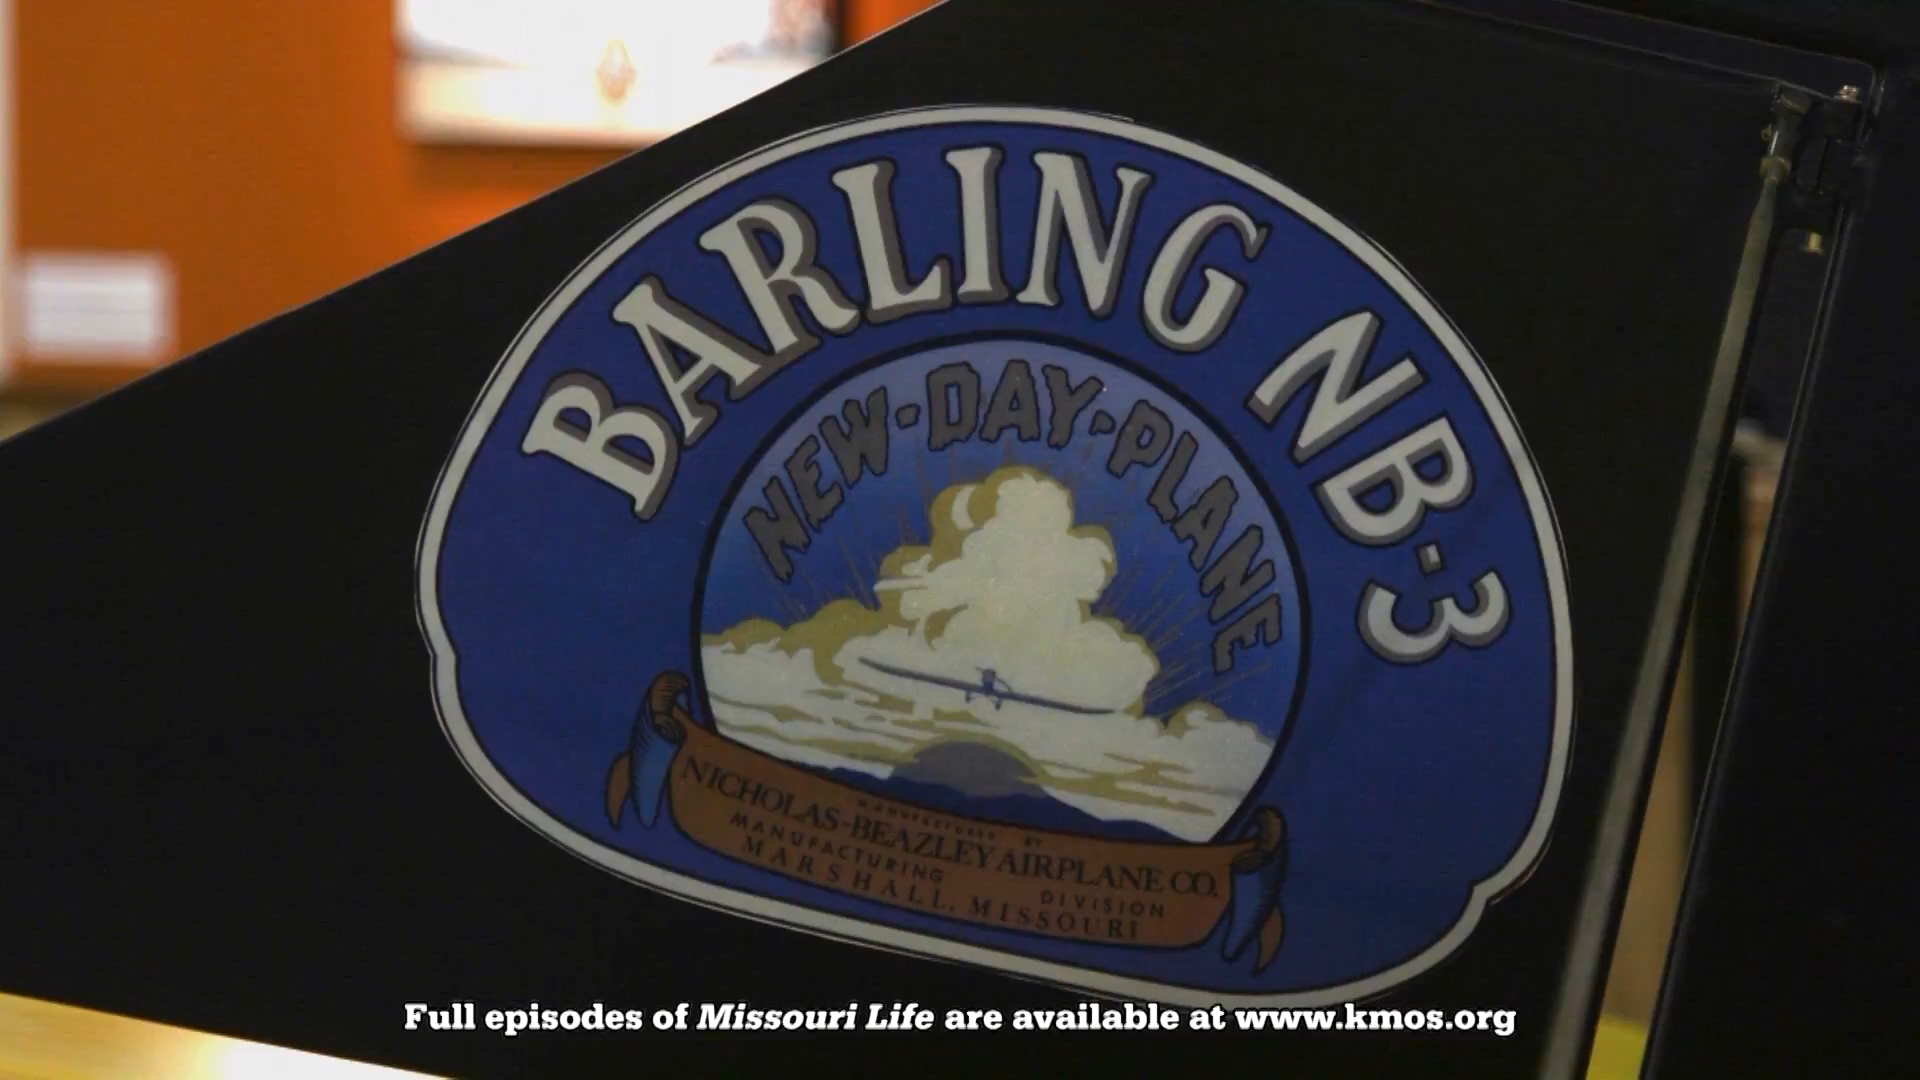 BARLING NB-3
NEW-DAY-PLANE
MANUFACTURED BY
NICHOLAS-BEAZLEY AIRPLANE CO.
MANUFACTURING DIVISION
MARSHALL, MISSOURI
Full episodes of Missouri Life are available at www.kmos.org